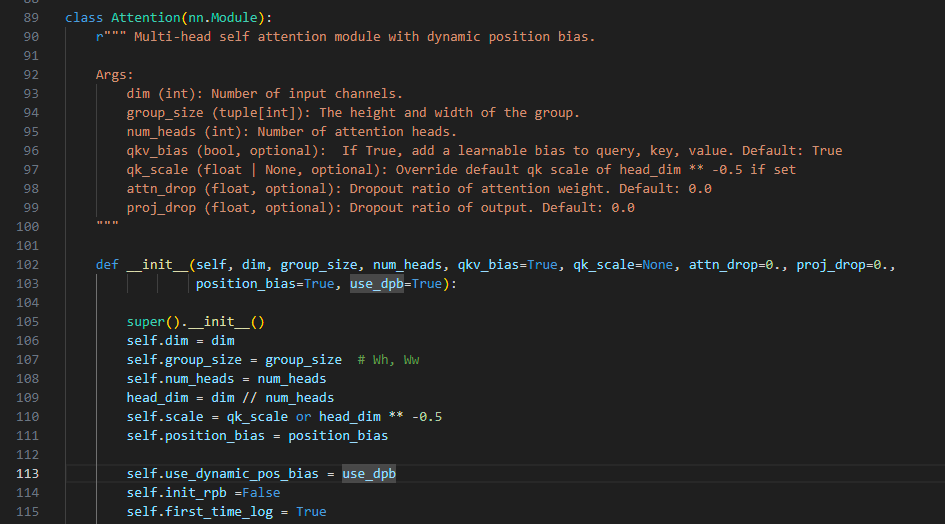 89 class Attention(nn.Module):
90 r""" Multi-head self attention module with dynamic position bias.
91
92 Args:
93 dim (int): Number of input channels.
94 group_size (tuple[int]): The height and width of the group.
95 num_heads (int): Number of attention heads.
96 qkv_bias (bool, optional):  If True, add a learnable bias to query, key, value. Default: True
97 qk_scale (float | None, optional): Override default qk scale of head_dim ** -0.5 if set
98 attn_drop (float, optional): Dropout ratio of attention weight. Default: 0.0
99 proj_drop (float, optional): Dropout ratio of output. Default: 0.0
100 """
101
102 def __init__(self, dim, group_size, num_heads, qkv_bias=True, qk_scale=None, attn_drop=0., proj_drop=0.,
103 position_bias=True, use_dpb=True):
104
105 super().__init__()
106 self.dim = dim
107 self.group_size = group_size  # Wh, Ww
108 self.num_heads = num_heads
109 head_dim = dim // num_heads
110 self.scale = qk_scale or head_dim ** -0.5
111 self.position_bias = position_bias
112
113 self.use_dynamic_pos_bias = use_dpb
114 self.init_rpb =False
115 self.first_time_log = True